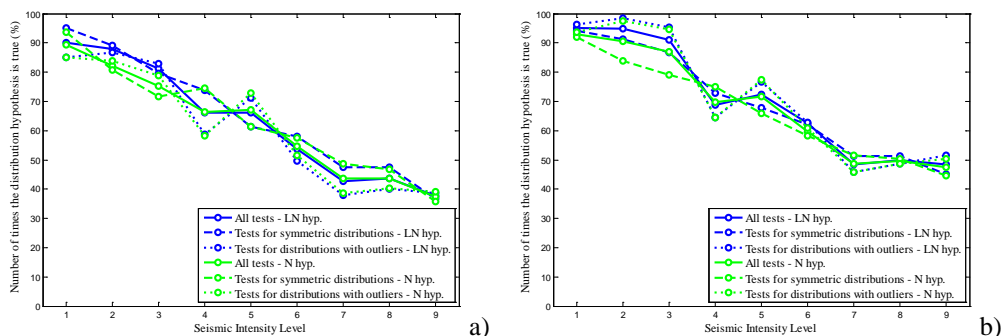 Number of times the distribution hypothesis is true (%)
100
90
80
70
60
50
40
30
20
10
0
All tests - LN hyp.
Tests for symmetric distributions - LN hyp.
Tests for distributions with outliers - LN hyp.
All tests - N hyp.
Tests for symmetric distributions - N hyp.
Tests for distributions with outliers - N hyp.
1 2 3 4 5 6 7 8 9
Seismic Intensity Level
a)
Number of times the distribution hypothesis is true (%)
100
90
80
70
60
50
40
30
20
10
0
All tests - LN hyp.
Tests for symmetric distributions - LN hyp.
Tests for distributions with outliers - LN hyp.
All tests - N hyp.
Tests for symmetric distributions - N hyp.
Tests for distributions with outliers - N hyp.
1 2 3 4 5 6 7 8 9
Seismic Intensity Level
b)